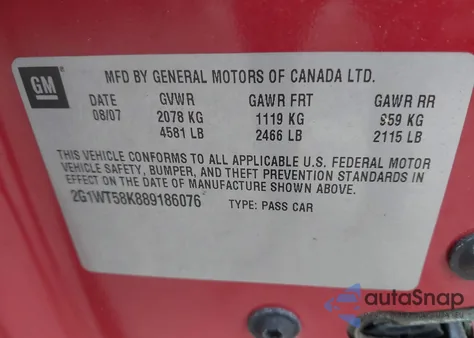 GM
MFD BY GENERAL MOTORS OF CANADA LTD.
DATE GVWR GAWR FRT GAWR RR
08/07 2078 KG 1119 KG 959 KG
4581 LB 2466 LB 2115 LB
THIS VEHICLE CONFORMS TO ALL APPLICABLE U.S. FEDERAL MOTOR
VEHICLE SAFETY, BUMPER, AND THEFT PREVENTION STANDARDS IN
EFFECT ON THE DATE OF MANUFACTURE SHOWN ABOVE.
2G1WT58K889186076 TYPE: PASS CAR
autoSnap